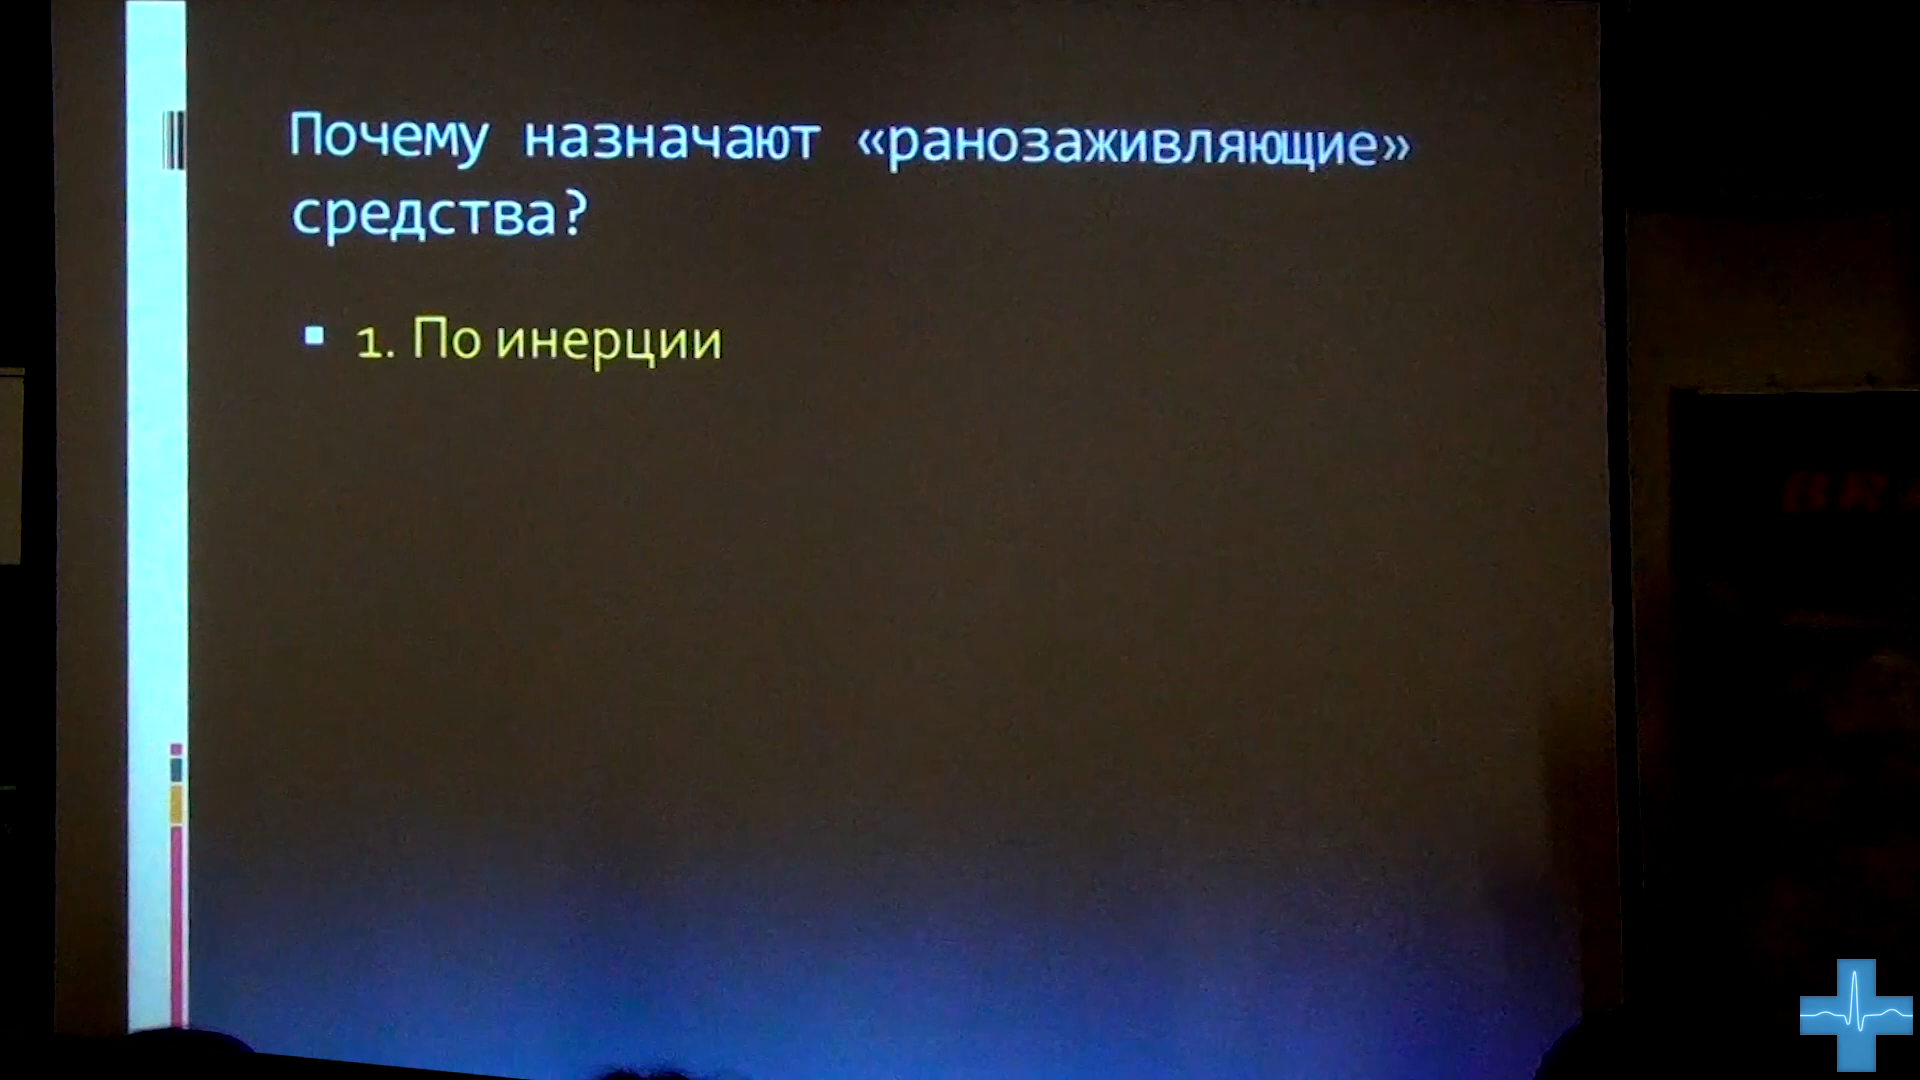 Почему назначают «ранозаживляющие»
средства?
1. По инерции